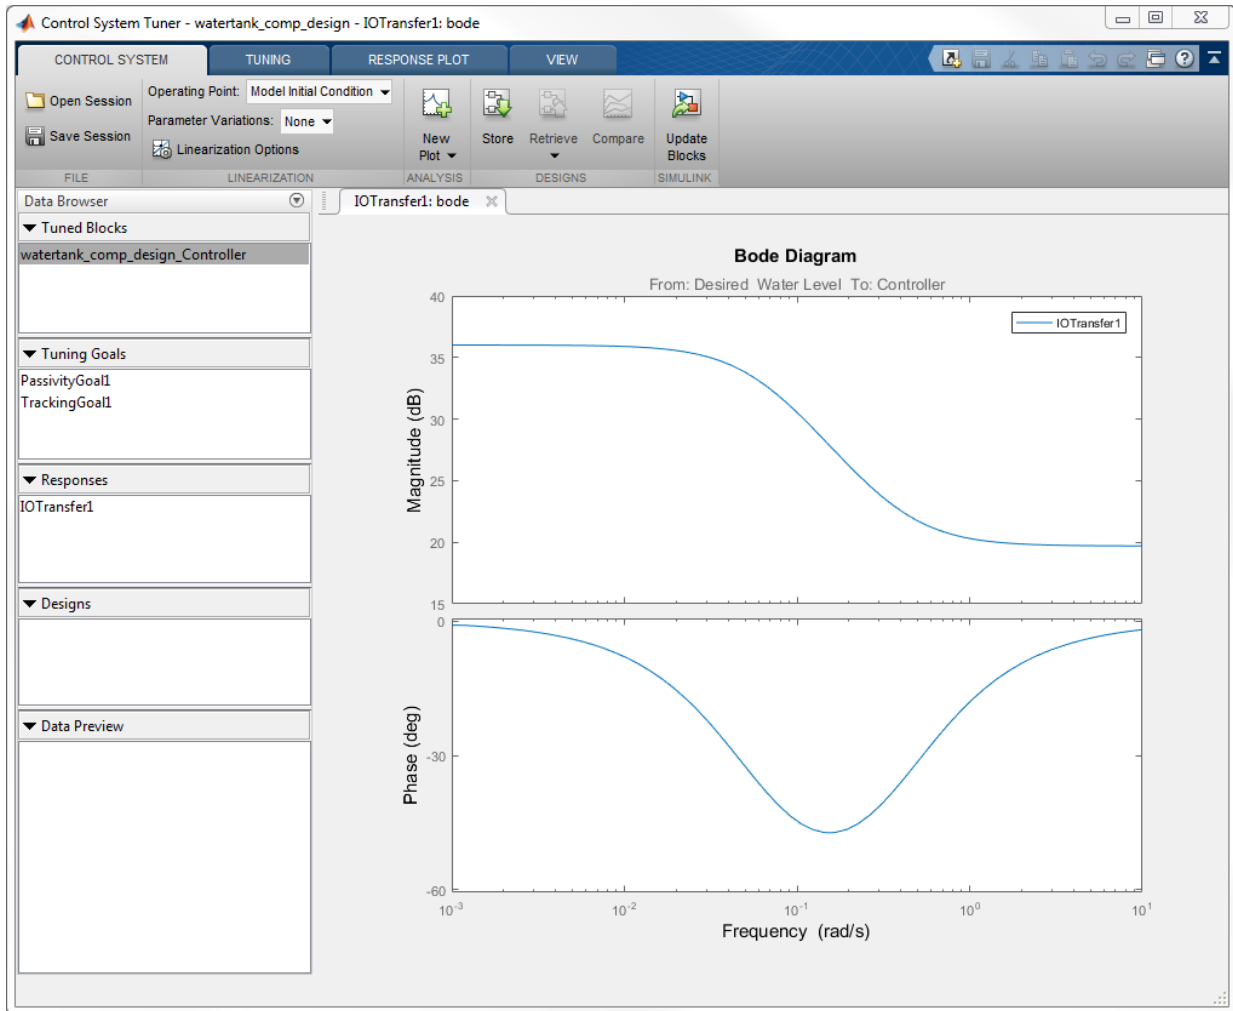 Control System Tuner - watertank_comp_design - IOTransfer1: bode
CONTROL SYSTEM TUNING RESPONSE PLOT VIEW
Open Session
Save Session
FILE
Operating Point: Model Initial Condition
Parameter Variations: None
Linearization Options
LINEARIZATION
New
Plot
ANALYSIS
Store Retrieve Compare
DESIGNS
Update
Blocks
SIMULINK
Data Browser
Tuned Blocks
watertank_comp_design_Controller
Tuning Goals
PassivityGoal1
TrackingGoal1
Responses
IOTransfer1
Designs
Data Preview
IOTransfer1: bode
Bode Diagram
From: Desired Water Level To: Controller
IOTransfer1
Magnitude (dB)
40
35
30
25
20
15
Phase (deg)
0
-30
-60
10^-3 10^-2 10^-1 10^0 10^1
Frequency (rad/s)